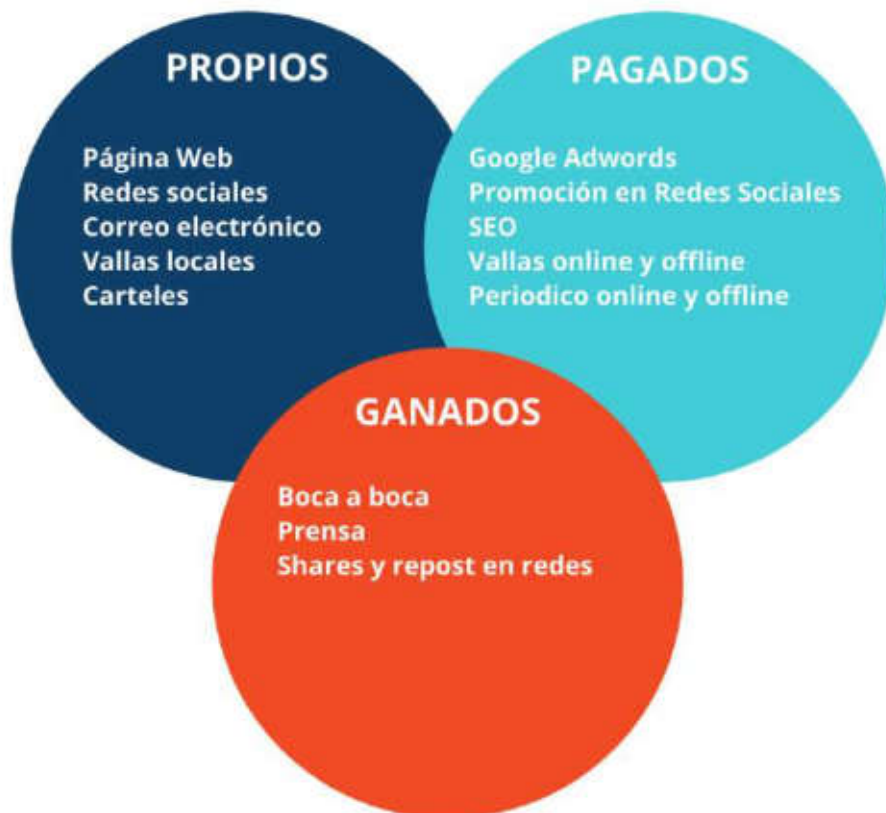 PROPIOS
Página Web
Redes sociales
Correo electrónico
Vallas locales
Carteles
PAGADOS
Google Adwords
Promoción en Redes Sociales
SEO
Vallas online y offline
Periodico online y offline
GANADOS
Boca a boca
Prensa
Shares y repost en redes